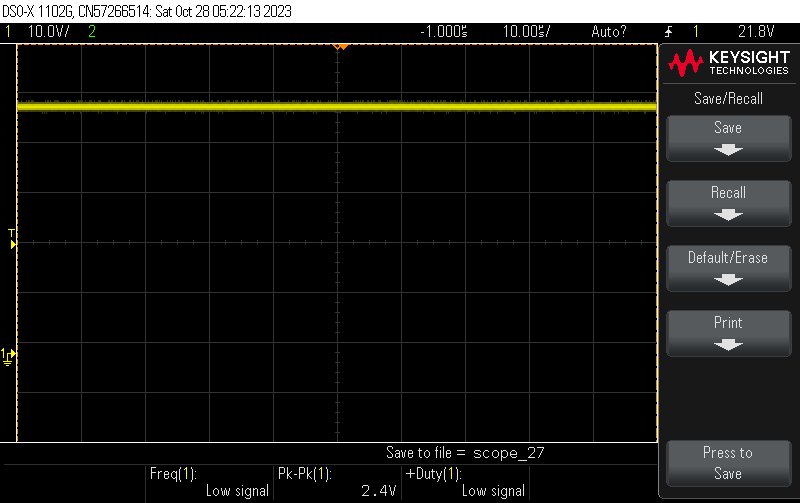 DSO-X 1102G, CN57266514: Sat Oct 28 05:22:13 2023
1 10.0V/ 2 -1.000s 10.00s/ Auto? 1 21.8V
KEYSIGHT
TECHNOLOGIES
Save/Recall
Save
Recall
T
Default/Erase
Print
1
Save to file = scope_27
Press to
Save
Freq(1): Pk-Pk(1): +Duty(1):
Low signal 2.4V Low signal